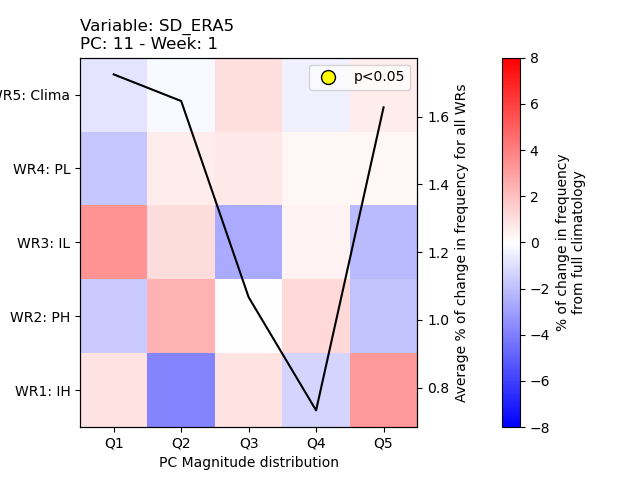 Variable: SD_ERA5
PC: 11 - Week: 1
p<0.05
R5: Clima
WR4: PL
WR3: IL
WR2: PH
WR1: IH
Q1 Q2 Q3 Q4 Q5
PC Magnitude distribution
1.6
1.4
1.2
1.0
0.8
Average % of change in frequency for all WRs
8
6
4
2
0
−2
−4
−6
−8
% of change in frequency
from full climatology